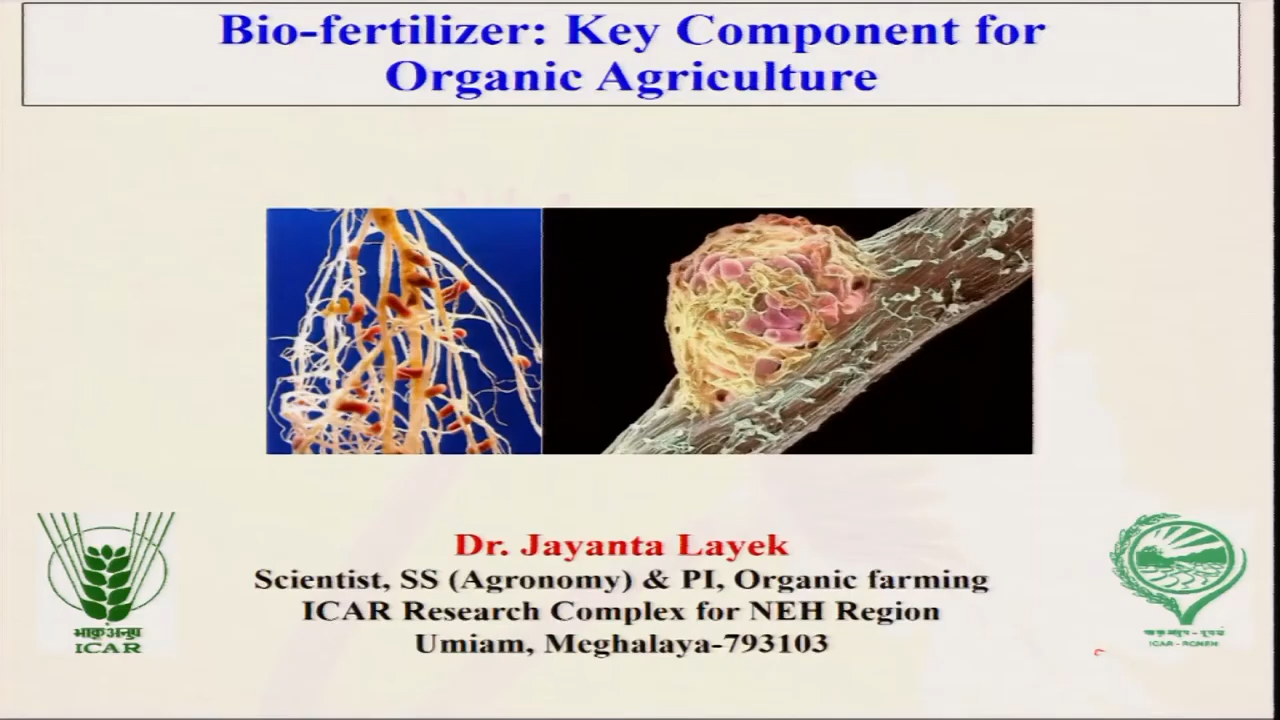 Bio-fertilizer: Key Component for
Organic Agriculture
Dr. Jayanta Layek
Scientist, SS (Agronomy) & PI, Organic farming
ICAR Research Complex for NEH Region
Umiam, Meghalaya-793103
भाकृअनुप
ICAR
ICAR - RCNEH